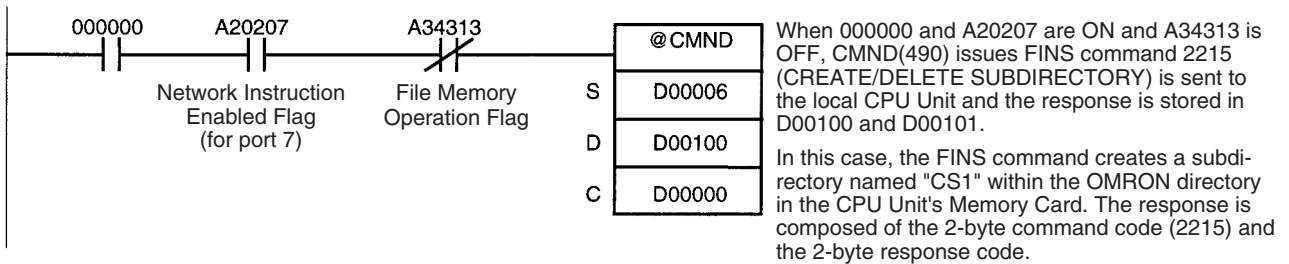 000000 A20207 A34313
@CMND
Network Instruction
Enabled Flag
(for port 7)
File Memory
Operation Flag
S D00006
D D00100
C D00000
When 000000 and A20207 are ON and A34313 is
OFF, CMND(490) issues FINS command 2215
(CREATE/DELETE SUBDIRECTORY) is sent to
the local CPU Unit and the response is stored in
D00100 and D00101.
In this case, the FINS command creates a subdi-
rectory named "CS1" within the OMRON directory
in the CPU Unit's Memory Card. The response is
composed of the 2-byte command code (2215) and
the 2-byte response code.